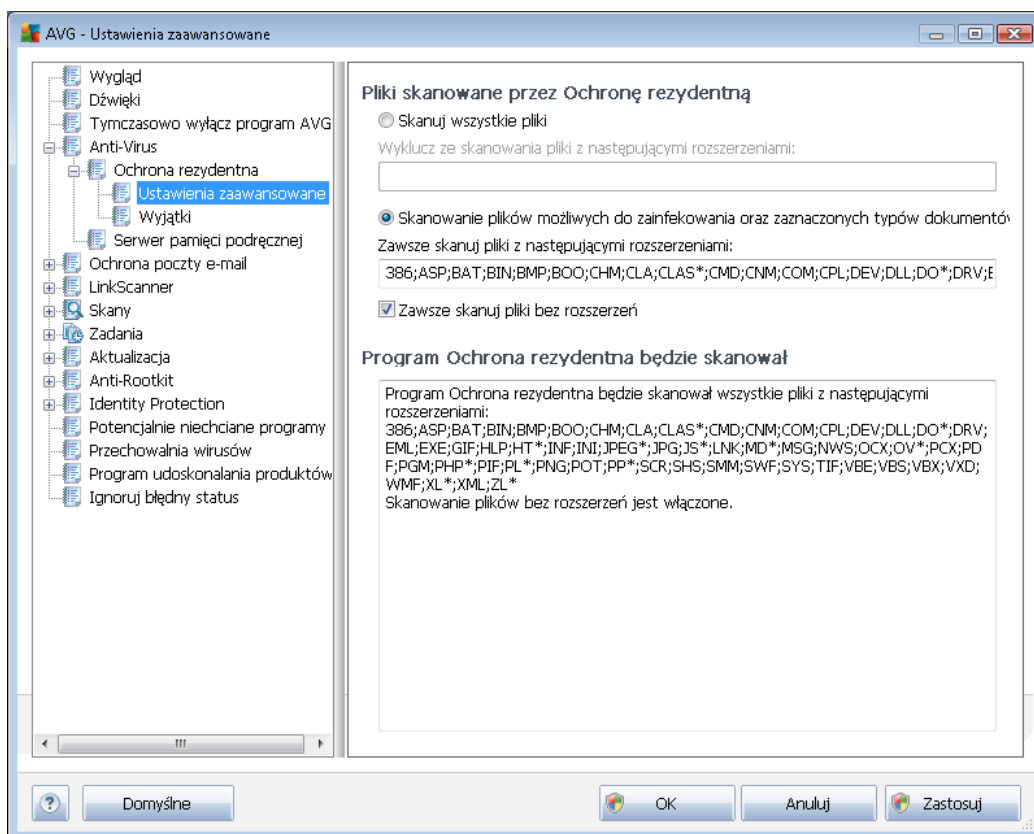 AVG - Ustawienia zaawansowane
Wygląd
Dźwięki
Tymczasowo wyłącz program AVG
Anti-Virus
Ochrona rezydentna
Ustawienia zaawansowane
Wyjątki
Serwer pamięci podręcznej
Ochrona poczty e-mail
LinkScanner
Skany
Zadania
Aktualizacja
Anti-Rootkit
Identity Protection
Potencjalnie niechciane programy
Przechowalnia wirusów
Program udoskonalania produktów
Ignoruj błędny status
Pliki skanowane przez Ochronę rezydentną
Skanuj wszystkie pliki
Wyklucz ze skanowania pliki z następującymi rozszerzeniami:
Skanowanie plików możliwych do zainfekowania oraz zaznaczonych typów dokumentów
Zawsze skanuj pliki z następującymi rozszerzeniami:
386;ASP;BAT;BIN;BMP;BOO;CHM;CLA;CLAS*;CMD;CNM;COM;CPL;DEV;DLL;DO*;DRV;E
Zawsze skanuj pliki bez rozszerzeń
Program Ochrona rezydentna będzie skanował
Program Ochrona rezydentna będzie skanował wszystkie pliki z następującymi
rozszerzeniami:
386;ASP;BAT;BIN;BMP;BOO;CHM;CLA;CLAS*;CMD;CNM;COM;CPL;DEV;DLL;DO*;DRV;
EML;EXE;GIF;HLP;HT*;INF;INI;JPEG*;JPG;JS*;LNK;MD*;MSG;NWS;OCX;OV*;PCX;PD
F;PGM;PHP*;PIF;PL*;PNG;POT;PP*;SCR;SHS;SMM;SWF;SYS;TIF;VBE;VBS;VBX;VXD;
WMF;XL*;XML;ZL*
Skanowanie plików bez rozszerzeń jest włączone.
Domyślne
OK
Anuluj
Zastosuj